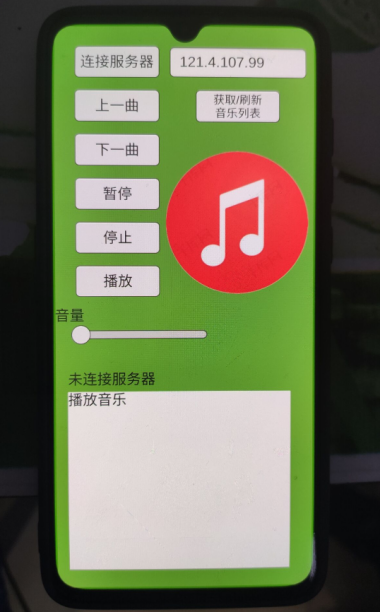 连接服务器
121.4.107.99
上一曲
获取/刷新
音乐列表
下一曲
暂停
停止
播放
音量
未连接服务器
播放音乐